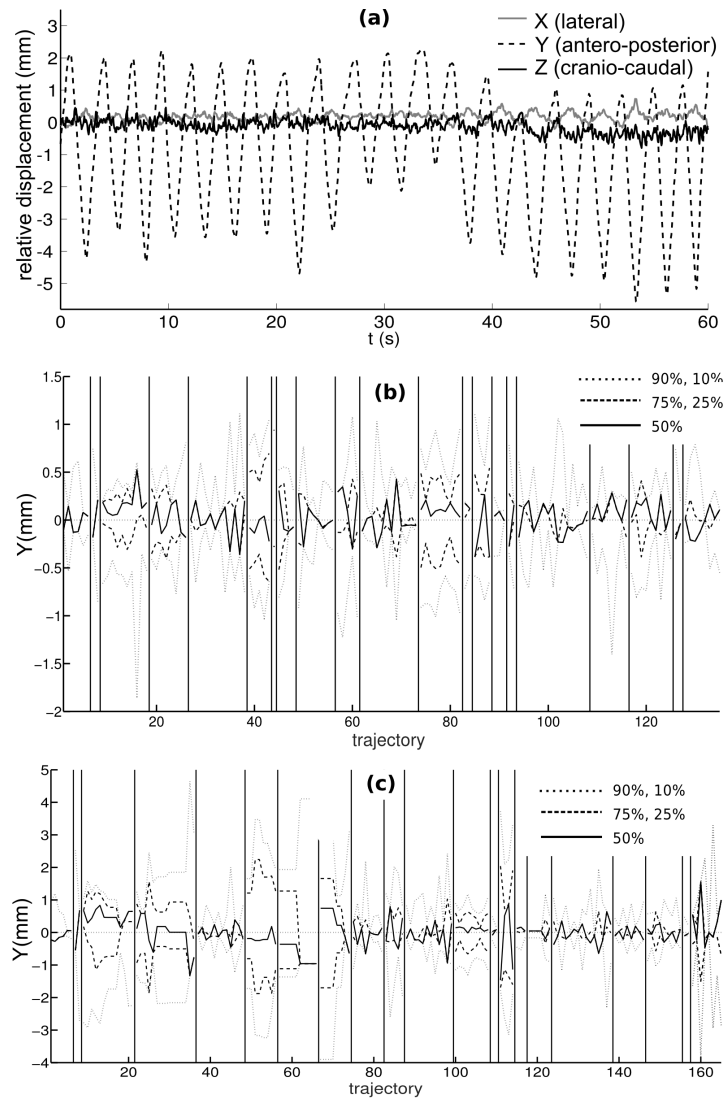 (a)
X (lateral)
Y (antero-posterior)
Z (cranio-caudal)
relative displacement (mm)
3
2
1
0
-1
-2
-3
-4
-5
0 10 20 30 40 50 60
t (s)
(b)
90%, 10%
75%, 25%
50%
Y(mm)
1.5
1
0.5
0
−0.5
−1
−1.5
−2
20 40 60 80 100 120
trajectory
(c)
90%, 10%
75%, 25%
50%
Y(mm)
5
4
3
2
1
0
−1
−2
−3
−4
20 40 60 80 100 120 140 160
trajectory